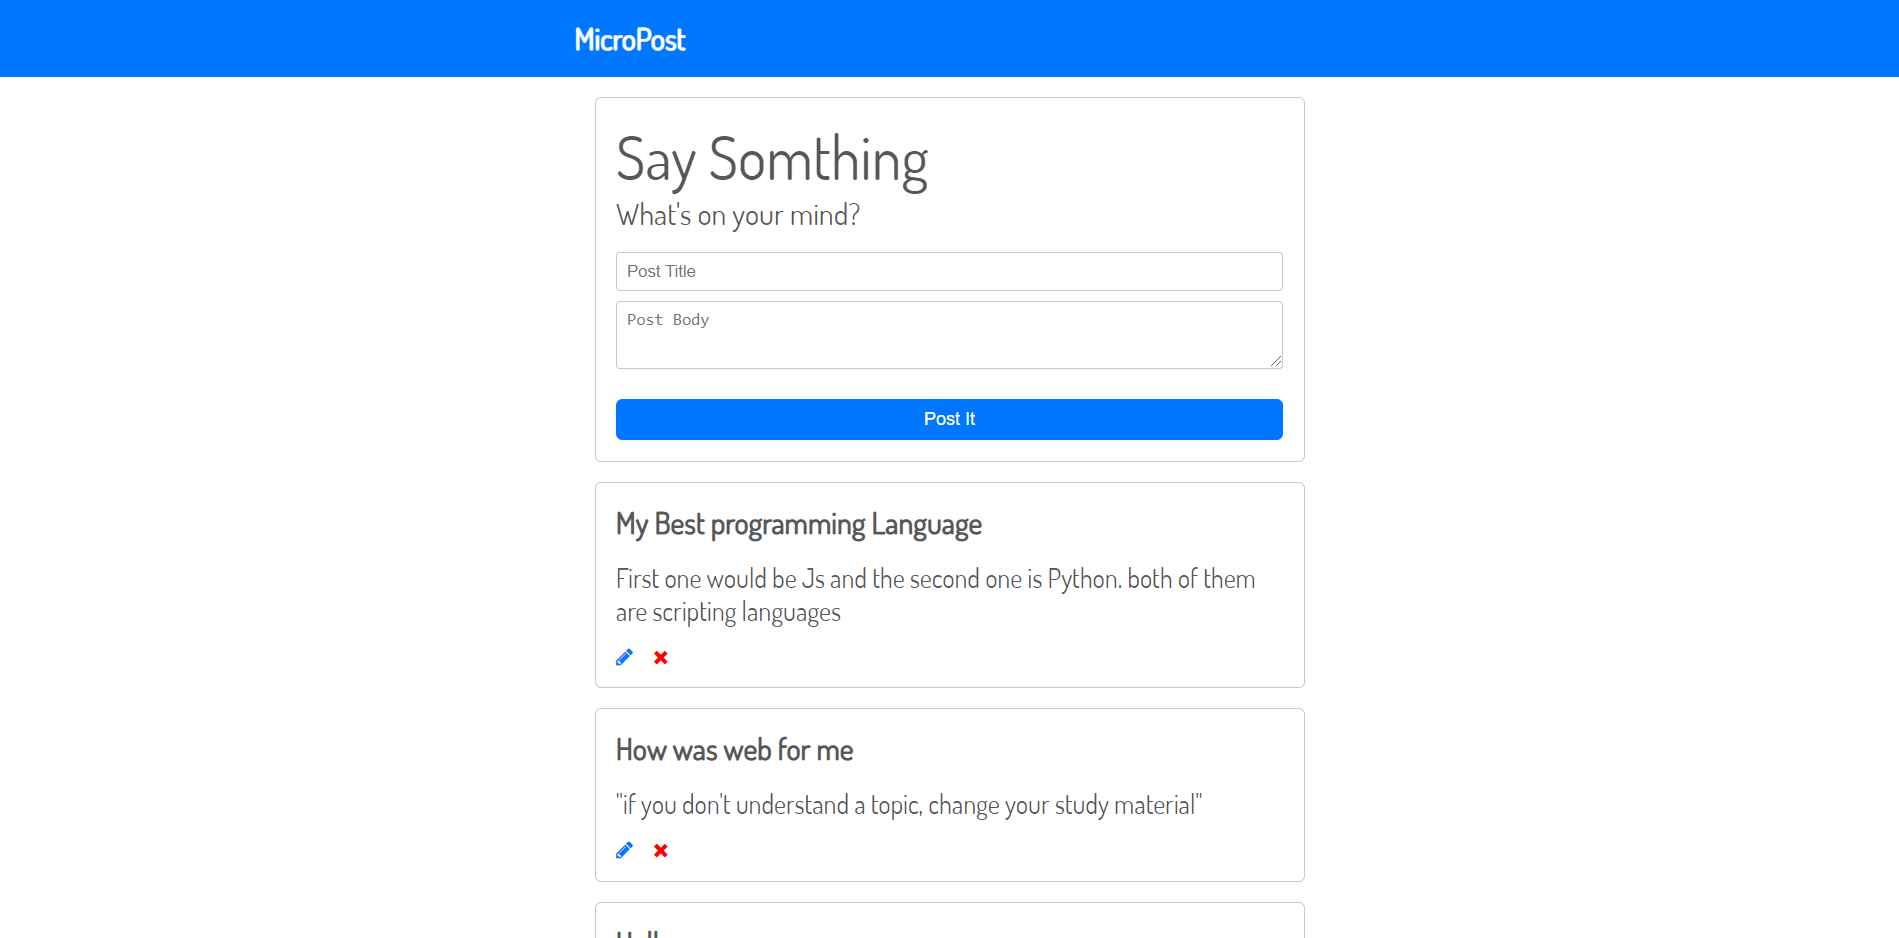 MicroPost
Say Somthing
What's on your mind?
Post Title
Post Body
Post It
My Best programming Language
First one would be Js and the second one is Python. both of them
are scripting languages
How was web for me
"if you don't understand a topic, change your study material"